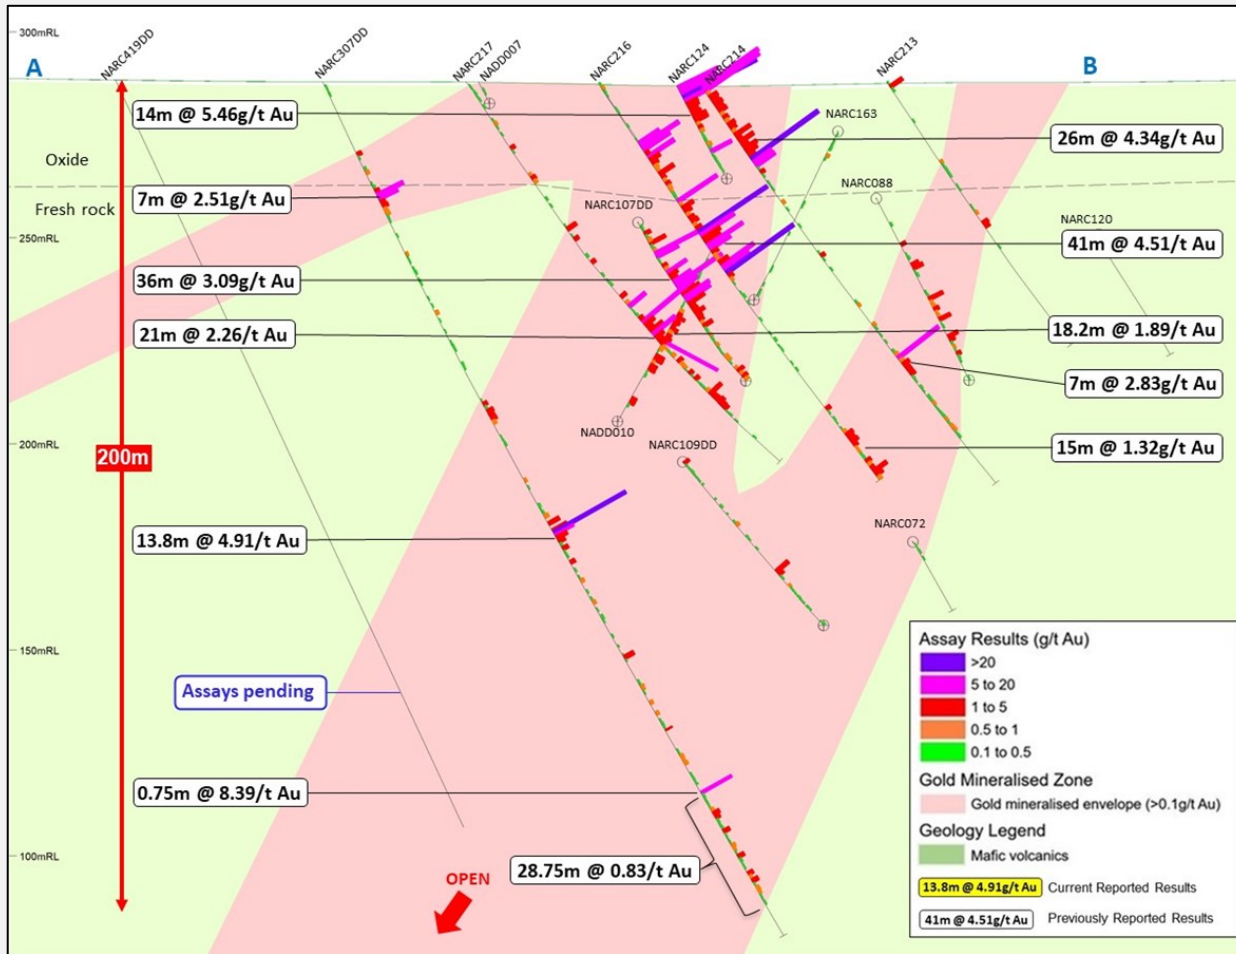 300mRL
A
NARC419DD
NARC307DD
NARC217
NADD007
NARC216
NARC124
NARC214
NARC213
B
14m @ 5.46g/t Au
NARC163
26m @ 4.34g/t Au
Oxide
7m @ 2.51g/t Au
Fresh rock
NARC107DD
NARC088
NARC120
250mRL
41m @ 4.51/t Au
36m @ 3.09g/t Au
21m @ 2.26/t Au
18.2m @ 1.89/t Au
7m @ 2.83g/t Au
NADD010
200mRL
NARC109DD
15m @ 1.32g/t Au
200m
13.8m @ 4.91/t Au
NARC072
150mRL
Assays pending
0.75m @ 8.39/t Au
100mRL
28.75m @ 0.83/t Au
OPEN
Assay Results (g/t Au)
>20
5 to 20
1 to 5
0.5 to 1
0.1 to 0.5
Gold Mineralised Zone
Gold mineralised envelope (>0.1g/t Au)
Geology Legend
Mafic volcanics
13.8m @ 4.91g/t Au Current Reported Results
41m @ 4.51g/t Au Previously Reported Results